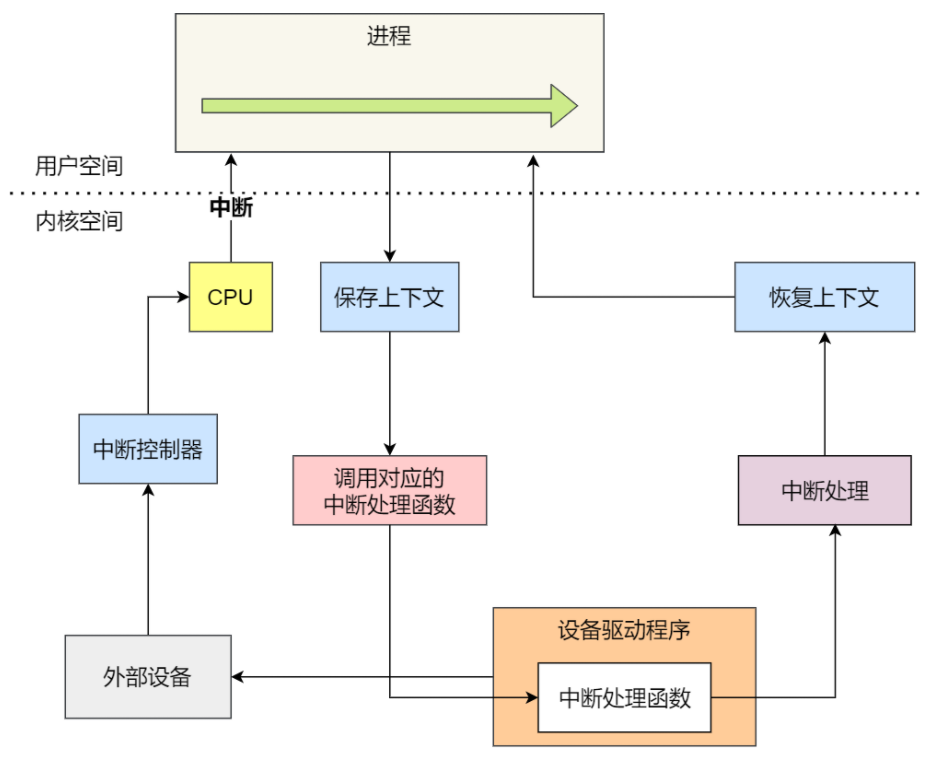 进程
用户空间
中断
内核空间
CPU
保存上下文
恢复上下文
中断控制器
调用对应的
中断处理函数
中断处理
设备驱动程序
外部设备
中断处理函数